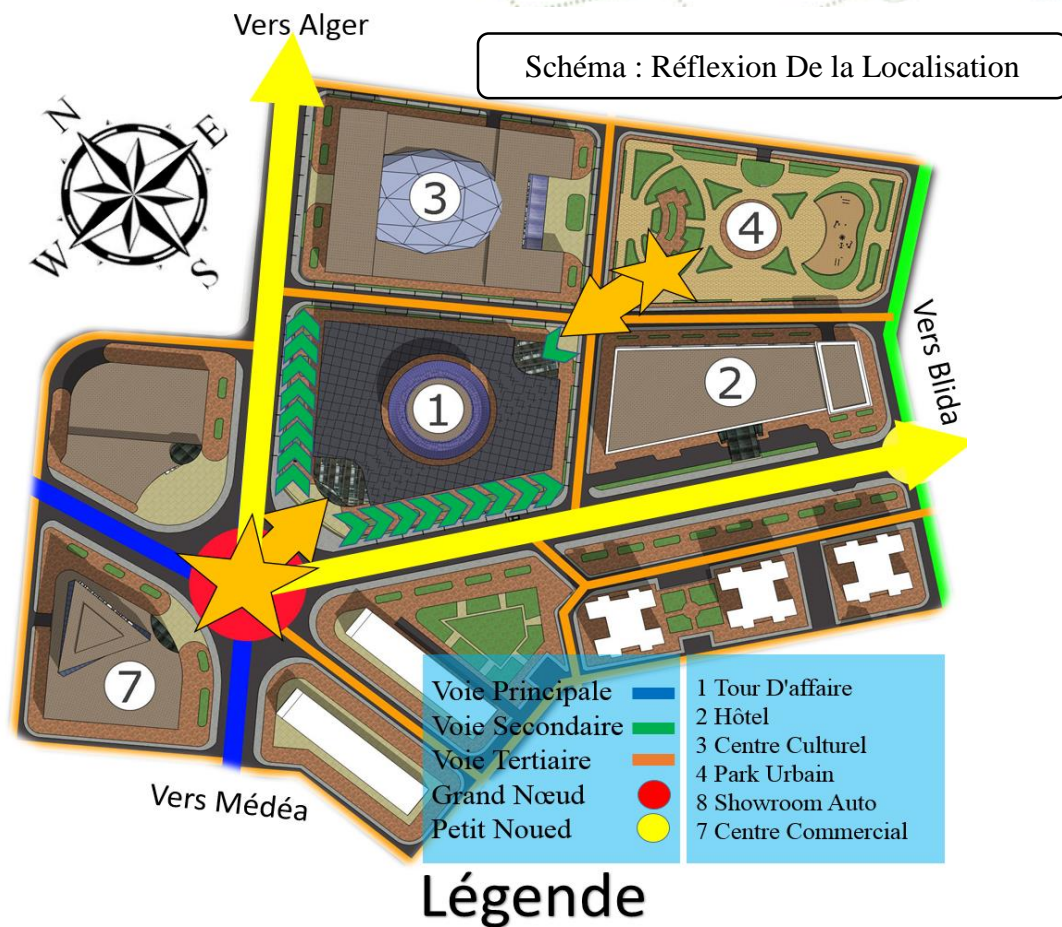 Vers Alger
Schéma : Réflexion De la Localisation
N
E
W
S
3
4
1
2
Vers Blida
7
Vers Médéa
Voie Principale
Voie Secondaire
Voie Tertiaire
Grand Nœud
Petit Noued
1 Tour D'affaire
2 Hôtel
3 Centre Culturel
4 Park Urbain
8 Showroom Auto
7 Centre Commercial
Légende